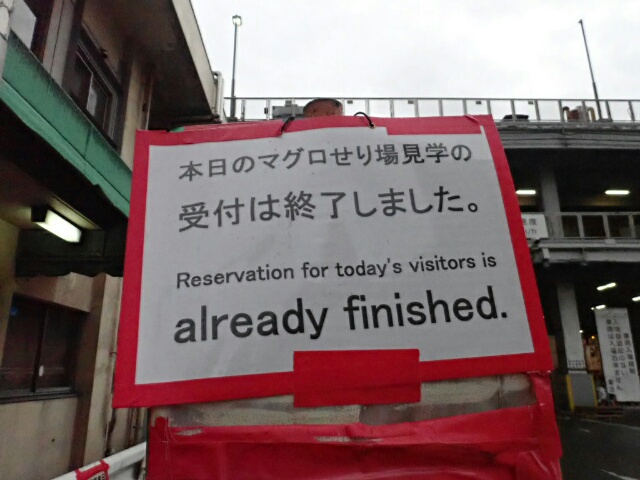 本日のマグロせり場見学の
受付は終了しました。
Reservation for today's visitors is
already finished.